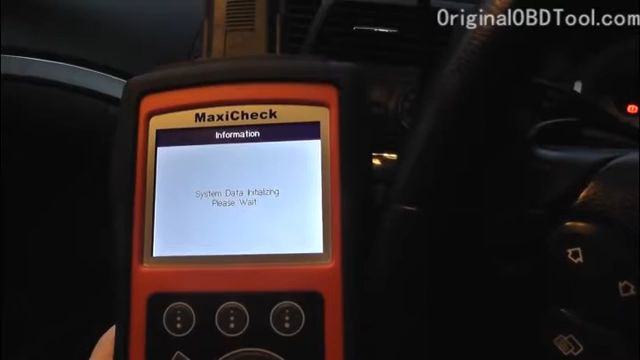 OriginalOBDTool.com
MaxiCheck
Information
System Data Initializing
Please Wait